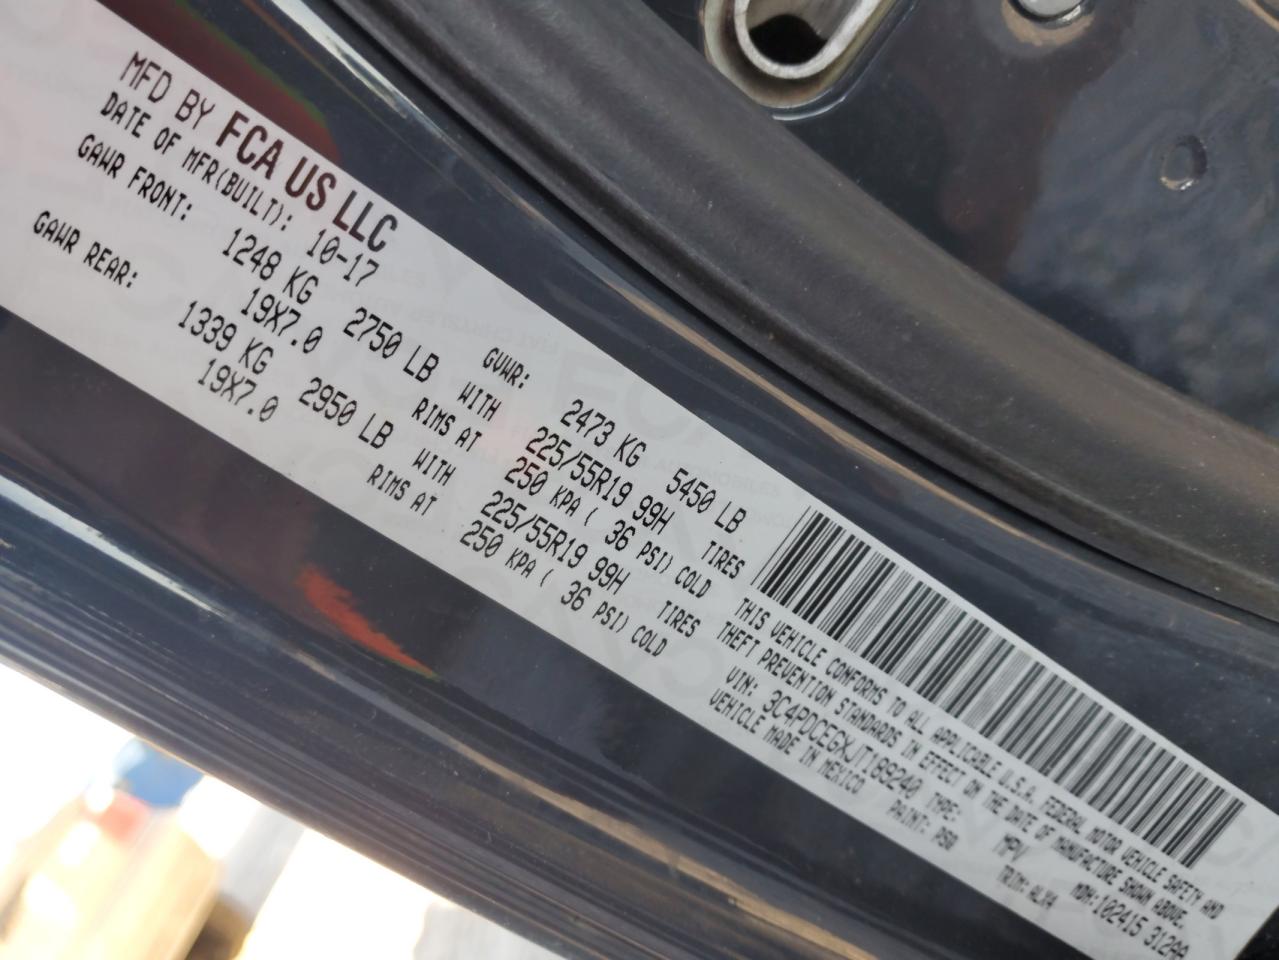 MFD BY FCA US LLC
DATE OF MFR(BUILT): 10-17 GVWR: 2473 KG 5450 LB
GAWR FRONT: 1248 KG 2750 LB WITH 225/55R19 99H TIRES
19X7.0 RIMS AT 250 KPA ( 36 PSI) COLD
GAWR REAR: 1339 KG 2950 LB WITH 225/55R19 99H TIRES
19X7.0 RIMS AT 250 KPA ( 36 PSI) COLD
THIS VEHICLE CONFORMS TO ALL APPLICABLE U.S.A. FEDERAL MOTOR VEHICLE SAFETY AND
THEFT PREVENTION STANDARDS IN EFFECT ON THE DATE OF MANUFACTURE SHOWN ABOVE.
VIN: 3C4PDCEGXJT189240 TYPE: MPV MDH:102415 312AA
VEHICLE MADE IN MEXICO PAINT: TRIM: